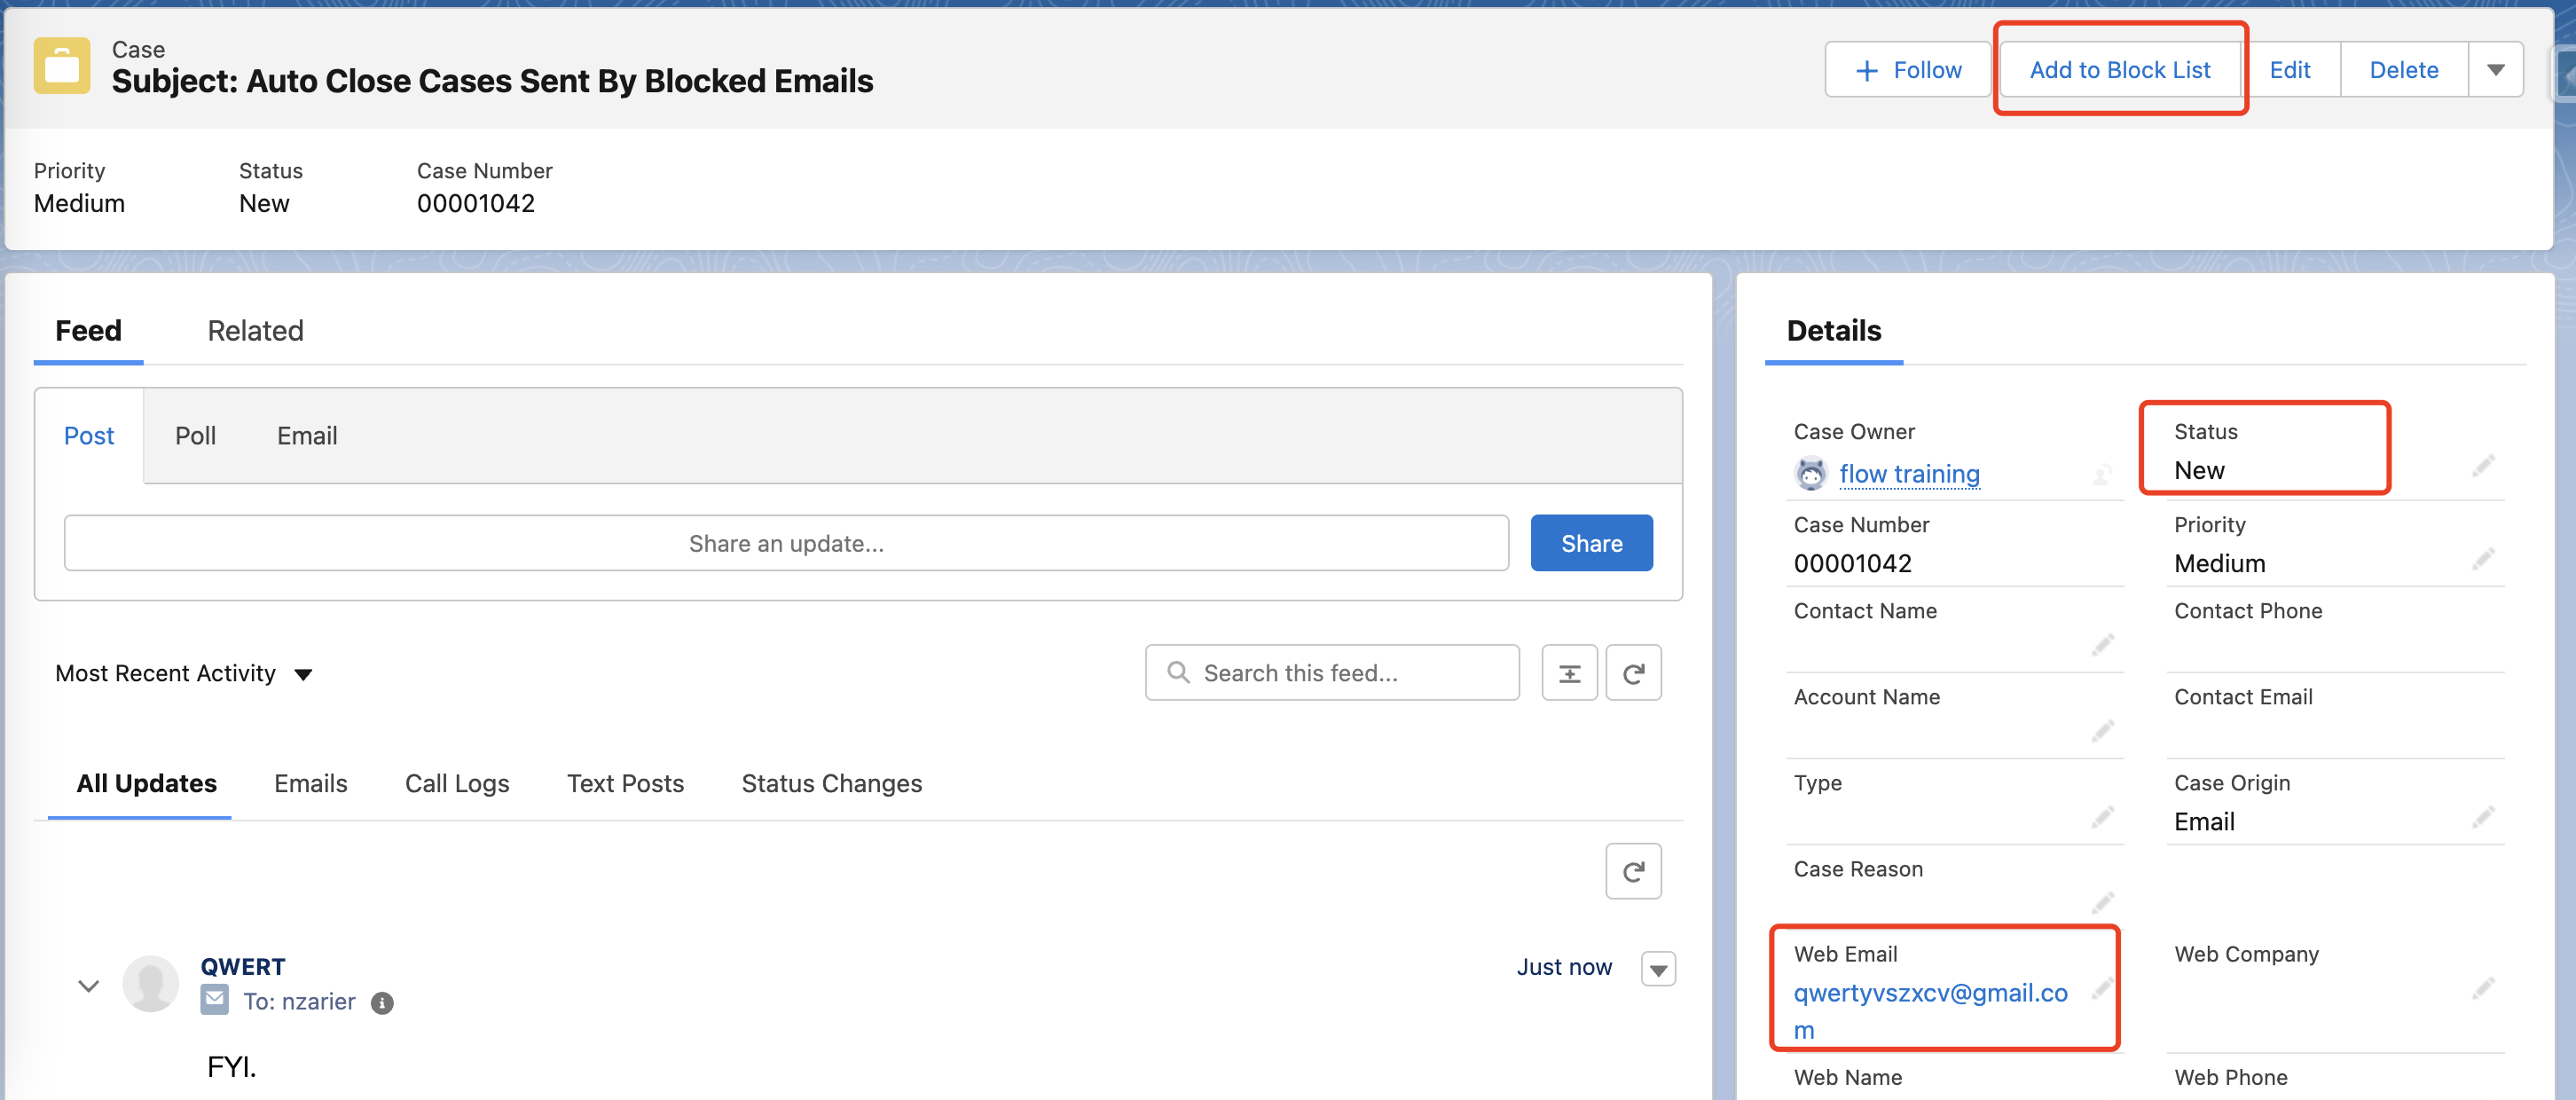 Case
Subject: Auto Close Cases Sent By Blocked Emails
Follow
Add to Block List
Edit
Delete
Priority
Status
Case Number
Medium
New
00001042
Feed
Related
Post
Poll
Email
Share an update...
Share
Most Recent Activity
Search this feed...
All Updates
Emails
Call Logs
Text Posts
Status Changes
QWERT
Just now
To: nzarier
FYI.
Details
Case Owner
flow training
Status
New
Case Number
00001042
Priority
Medium
Contact Name
Contact Phone
Account Name
Contact Email
Type
Case Origin
Email
Case Reason
Web Email
qwertyvszxcv@gmail.co
m
Web Company
Web Name
Web Phone